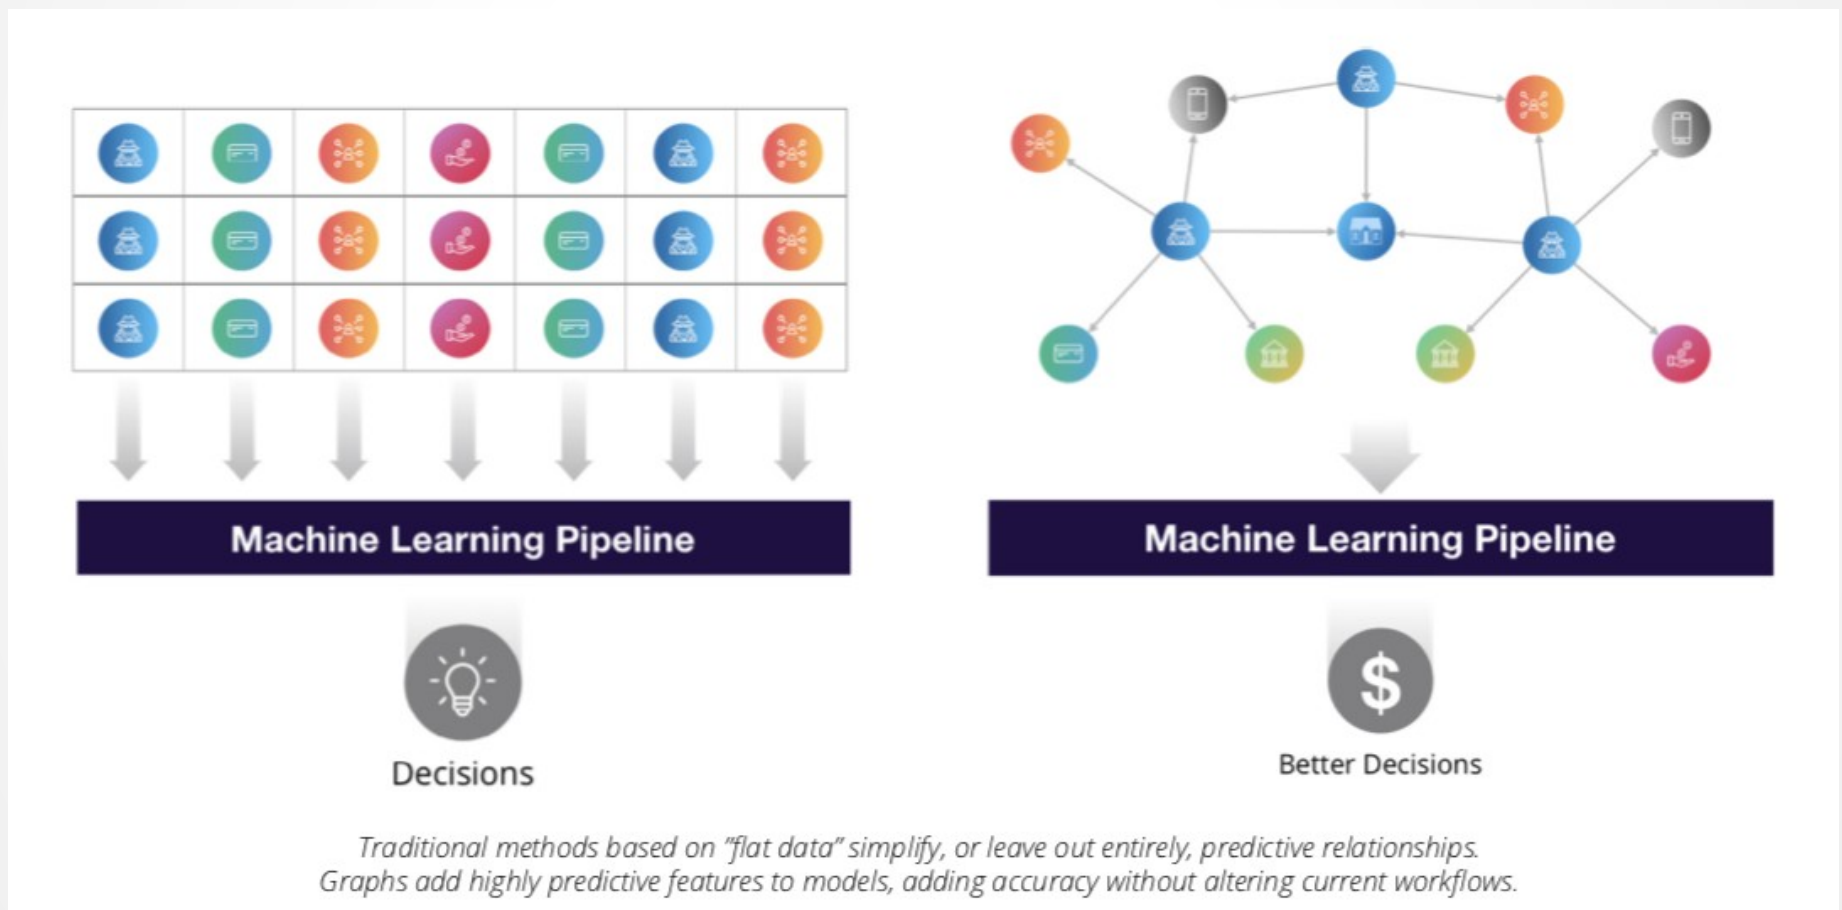 Machine Learning Pipeline
Machine Learning Pipeline
$
Decisions
Better Decisions
Traditional methods based on "flat data" simplify, or leave out entirely, predictive relationships.
Graphs add highly predictive features to models, adding accuracy without altering current workflows.